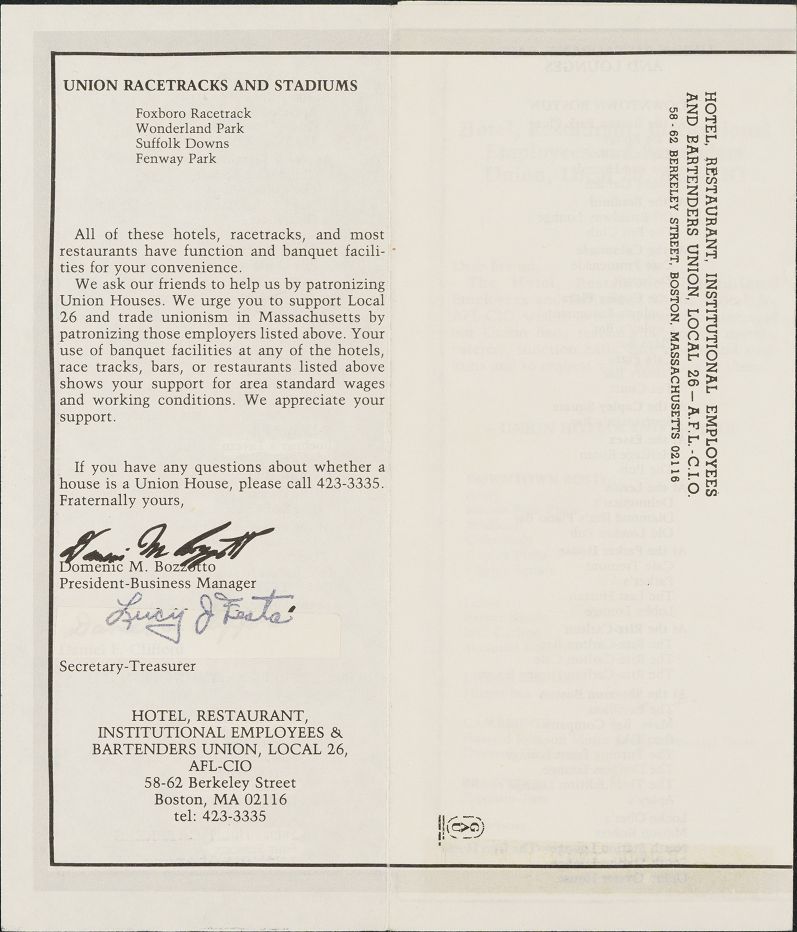 UNION RACETRACKS AND STADIUMS
Foxboro Racetrack
Wonderland Park
Suffolk Downs
Fenway Park
All of these hotels, racetracks, and most
restaurants have function and banquet facili-
ties for your convenience.
We ask our friends to help us by patronizing
Union Houses. We urge you to support Local
26 and trade unionism in Massachusetts by
patronizing those employers listed above. Your
use of banquet facilities at any of the hotels,
race tracks, bars, or restaurants listed above
shows your support for area standard wages
and working conditions. We appreciate your
support.
If you have any questions about whether a
house is a Union House, please call 423-3335.
Fraternally yours,
Domenic M. Bozzotto
President-Business Manager
Lucy J Festa
Daniel F. Clifford
Secretary-Treasurer
HOTEL, RESTAURANT,
INSTITUTIONAL EMPLOYEES &
BARTENDERS UNION, LOCAL 26,
AFL-CIO
58-62 Berkeley Street
Boston, MA 02116
tel: 423-3335
HOTEL, RESTAURANT, INSTITUTIONAL EMPLOYEES
AND BARTENDERS UNION, LOCAL 26 — A.F.L.-C.I.O.
58-62 BERKELEY STREET, BOSTON, MASSACHUSETTS 02116